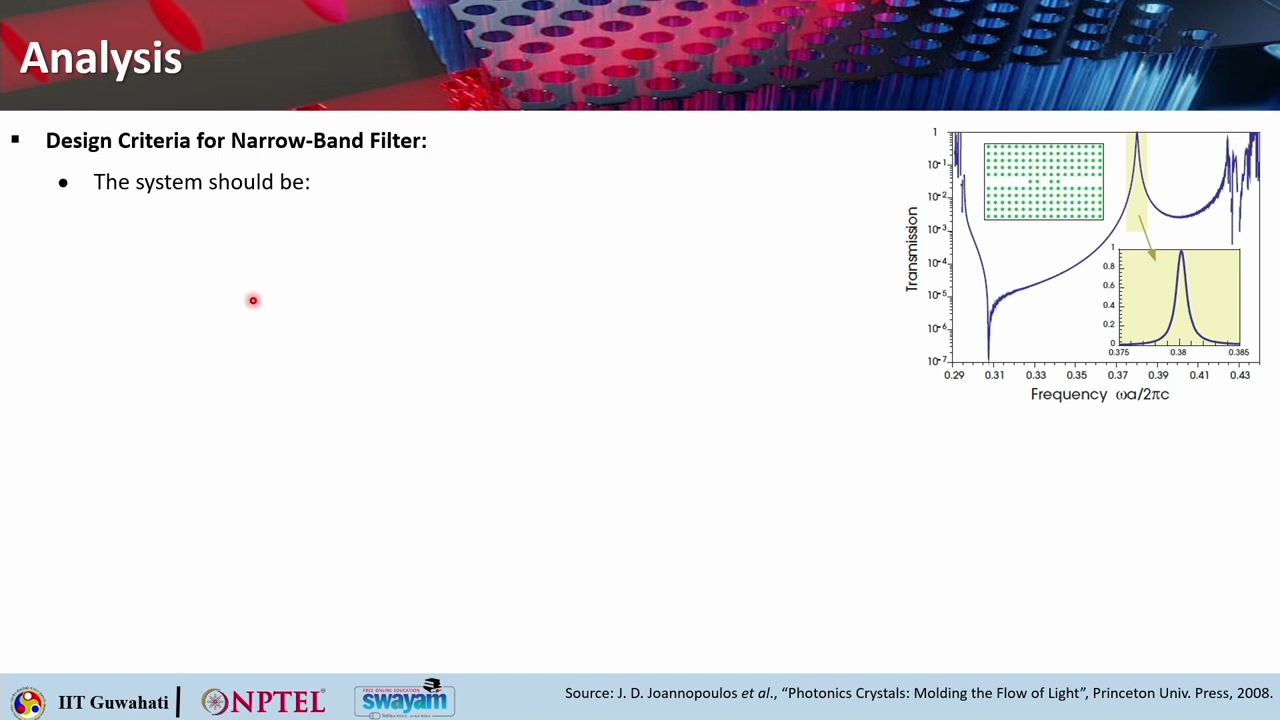 Analysis
▪ Design Criteria for Narrow-Band Filter:
• The system should be:
Transmission
1
10-1
10-2
10-3
10-4
10-5
10-6
10-7
0.29 0.31 0.33 0.35 0.37 0.39 0.41 0.43
Frequency ωa/2πc
1
0.8
0.6
0.4
0.2
0
0.375 0.38 0.385
IIT Guwahati
NPTEL
FREE ONLINE EDUCATION
swayam
Source: J. D. Joannopoulos et al., “Photonics Crystals: Molding the Flow of Light”, Princeton Univ. Press, 2008.